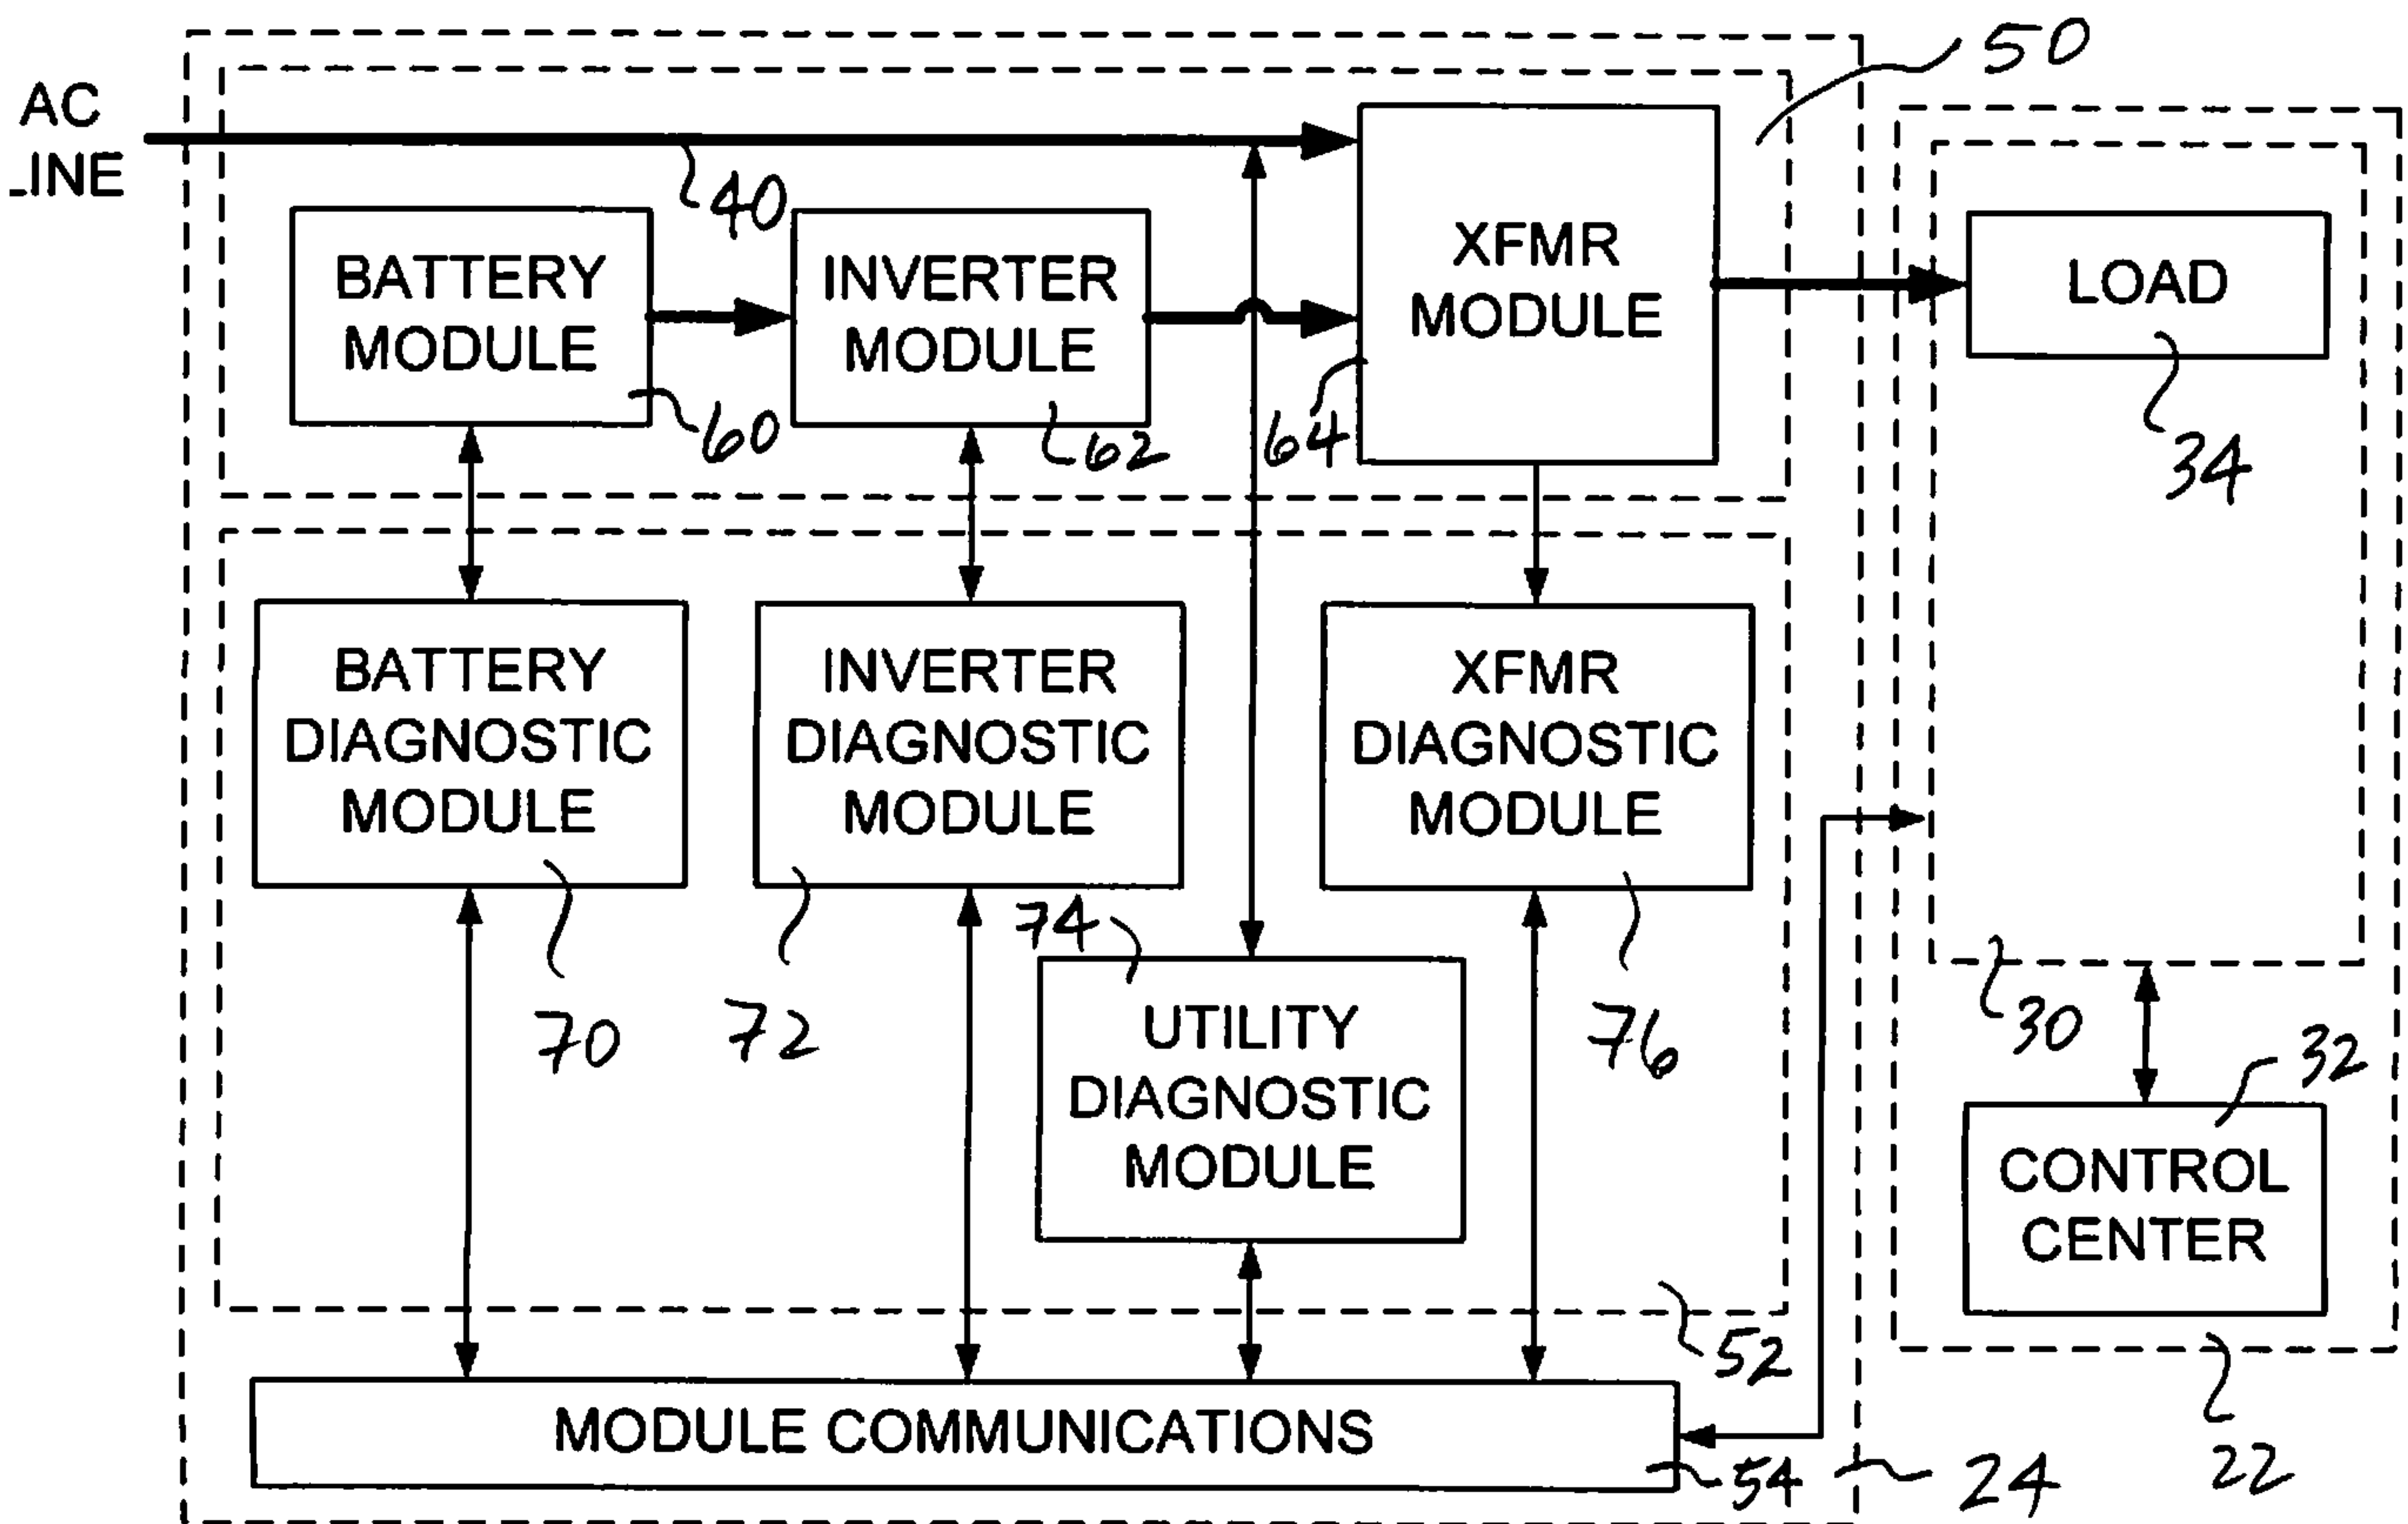 50
AC
LINE
40
BATTERY
MODULE
60
INVERTER
MODULE
62
XFMR
MODULE
64
LOAD
34
BATTERY
DIAGNOSTIC
MODULE
70
INVERTER
DIAGNOSTIC
MODULE
72
XFMR
DIAGNOSTIC
MODULE
76
74
UTILITY
DIAGNOSTIC
MODULE
30
32
CONTROL
CENTER
52
MODULE COMMUNICATIONS
54
24
22